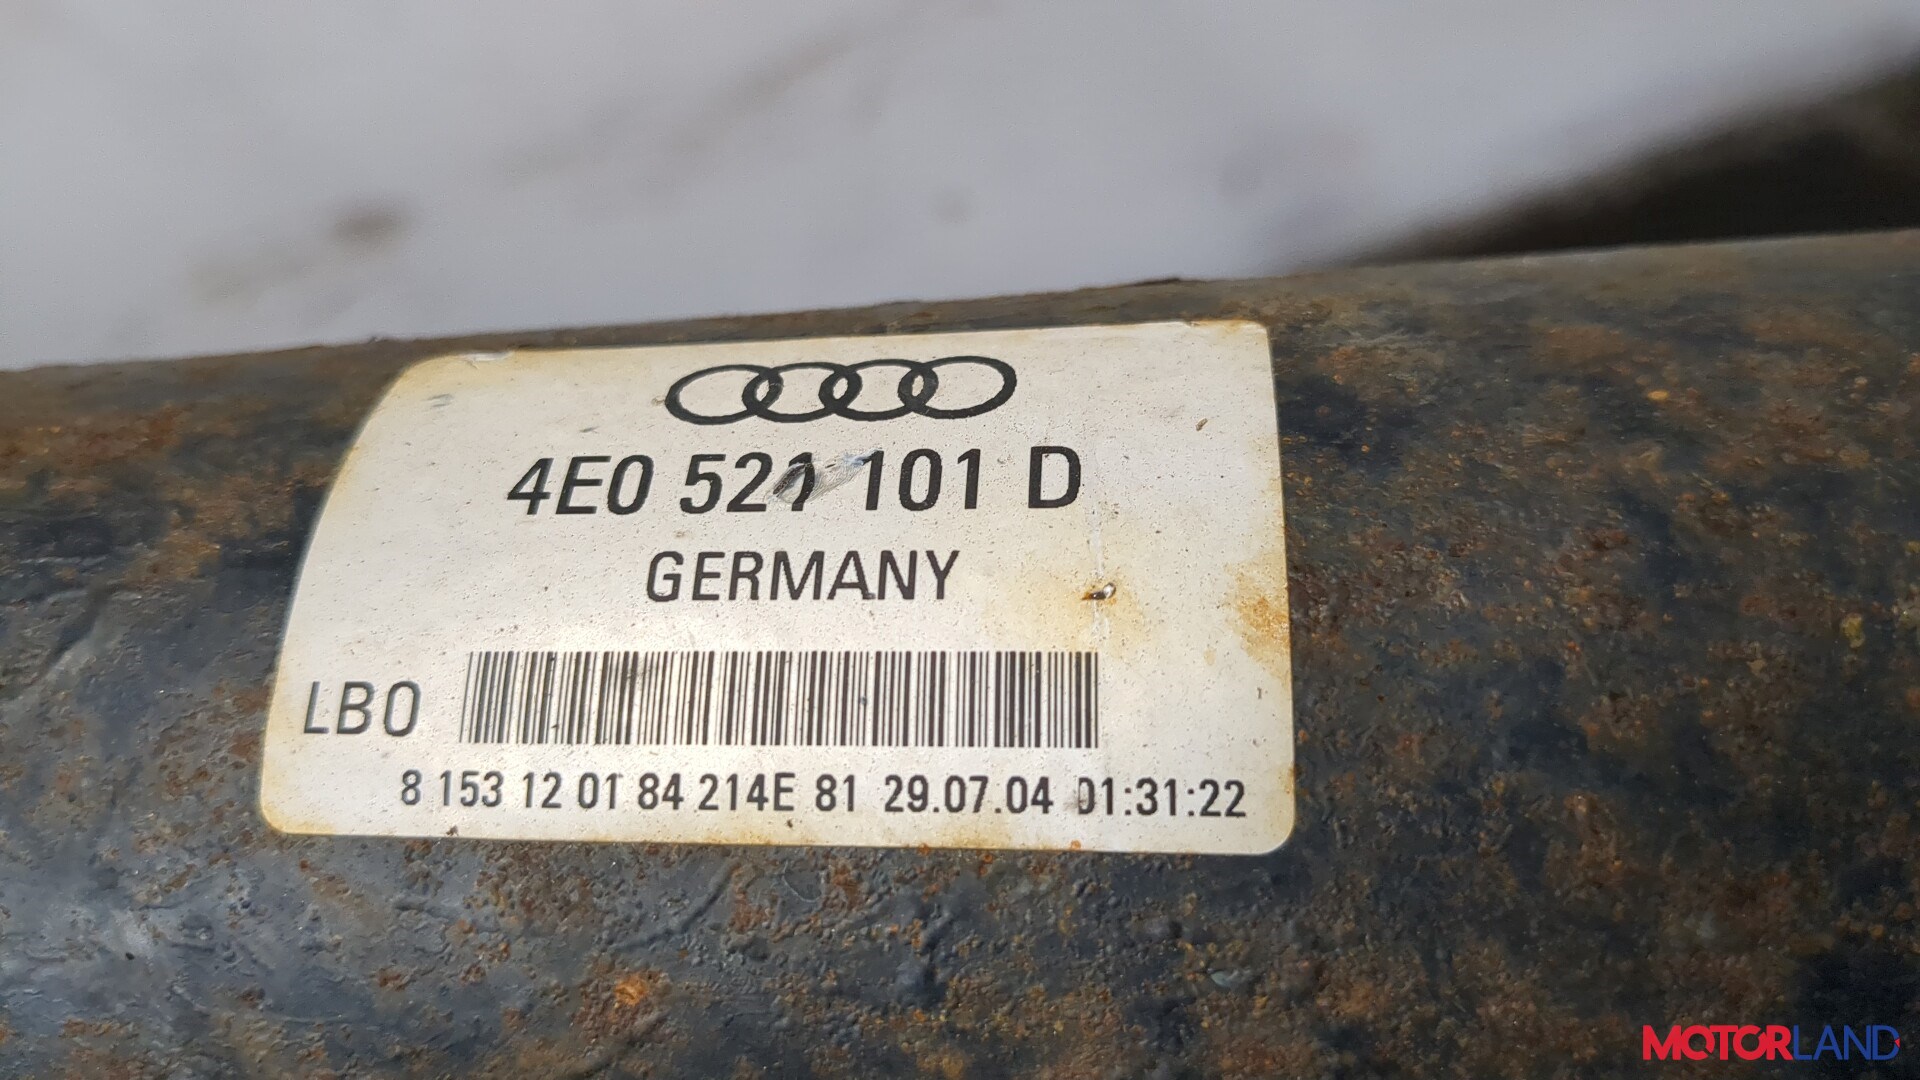 4E0 521 101 D
GERMANY
LBO
8 153 12 01 84 214E 81 29.07.04 01:31:22
MOTORLAND